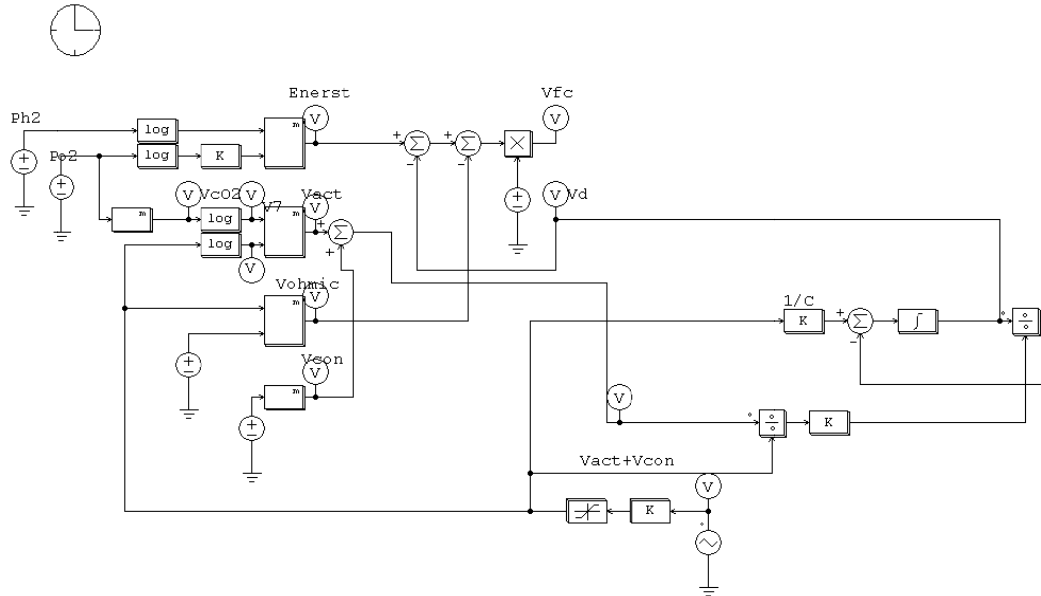 Enerst
Vfc
Ph2
V
V
log
m
Po2
log
K
V
VcO2
V
V7
Vact
V
V
Vd
m
log
m
log
V
Vohmic
V
m
1/C
K
Vcon
V
m
V
K
Vact+Vcon
V
K